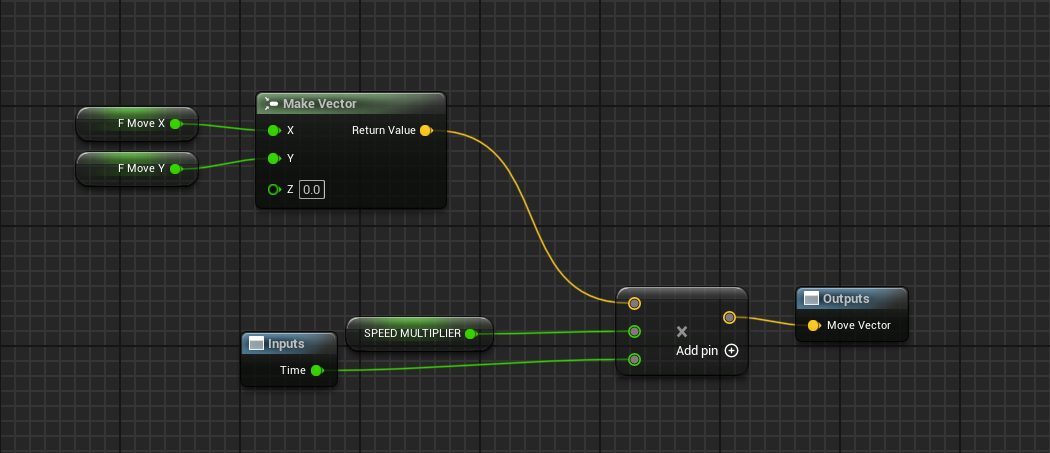 Make Vector
F Move X
X
Return Value
F Move Y
Y
Z 0.0
Outputs
Move Vector
SPEED MULTIPLIER
Inputs
Time
Add pin